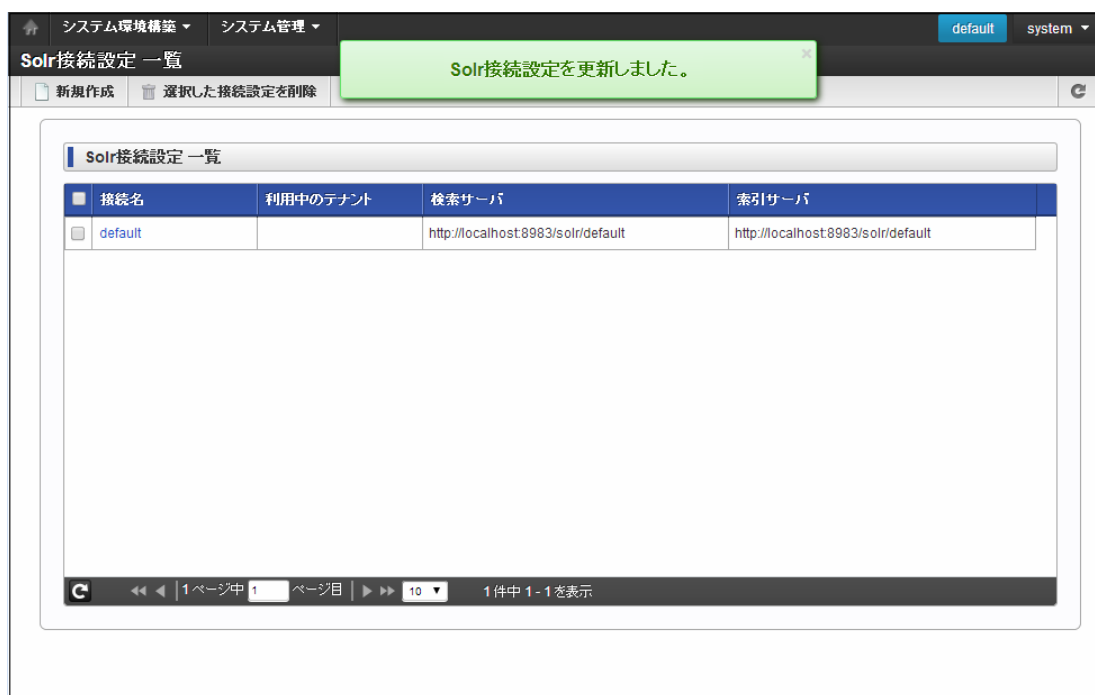 システム環境構築 ▼ システム管理 ▼ default system ▼
Solr接続設定 一覧
Solr接続設定を更新しました。 ×
新規作成 選択した接続設定を削除
Solr接続設定 一覧
接続名 利用中のテナント 検索サーバ 索引サーバ
default http://localhost:8983/solr/default http://localhost:8983/solr/default
1 ページ中 1 ページ目 10 ▼ 1 件中 1 - 1 を表示